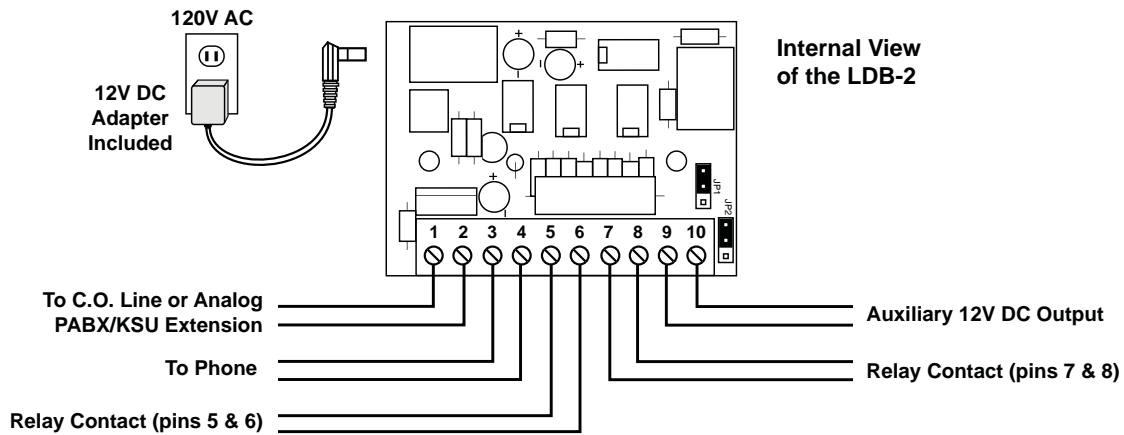 120V AC
12V DC
Adapter
Included
Internal View
of the LDB-2
+
−
− +
+
−
JP1
JP2
1 2 3 4 5 6 7 8 9 10
To C.O. Line or Analog
PABX/KSU Extension
To Phone
Relay Contact (pins 5 & 6)
Auxiliary 12V DC Output
Relay Contact (pins 7 & 8)